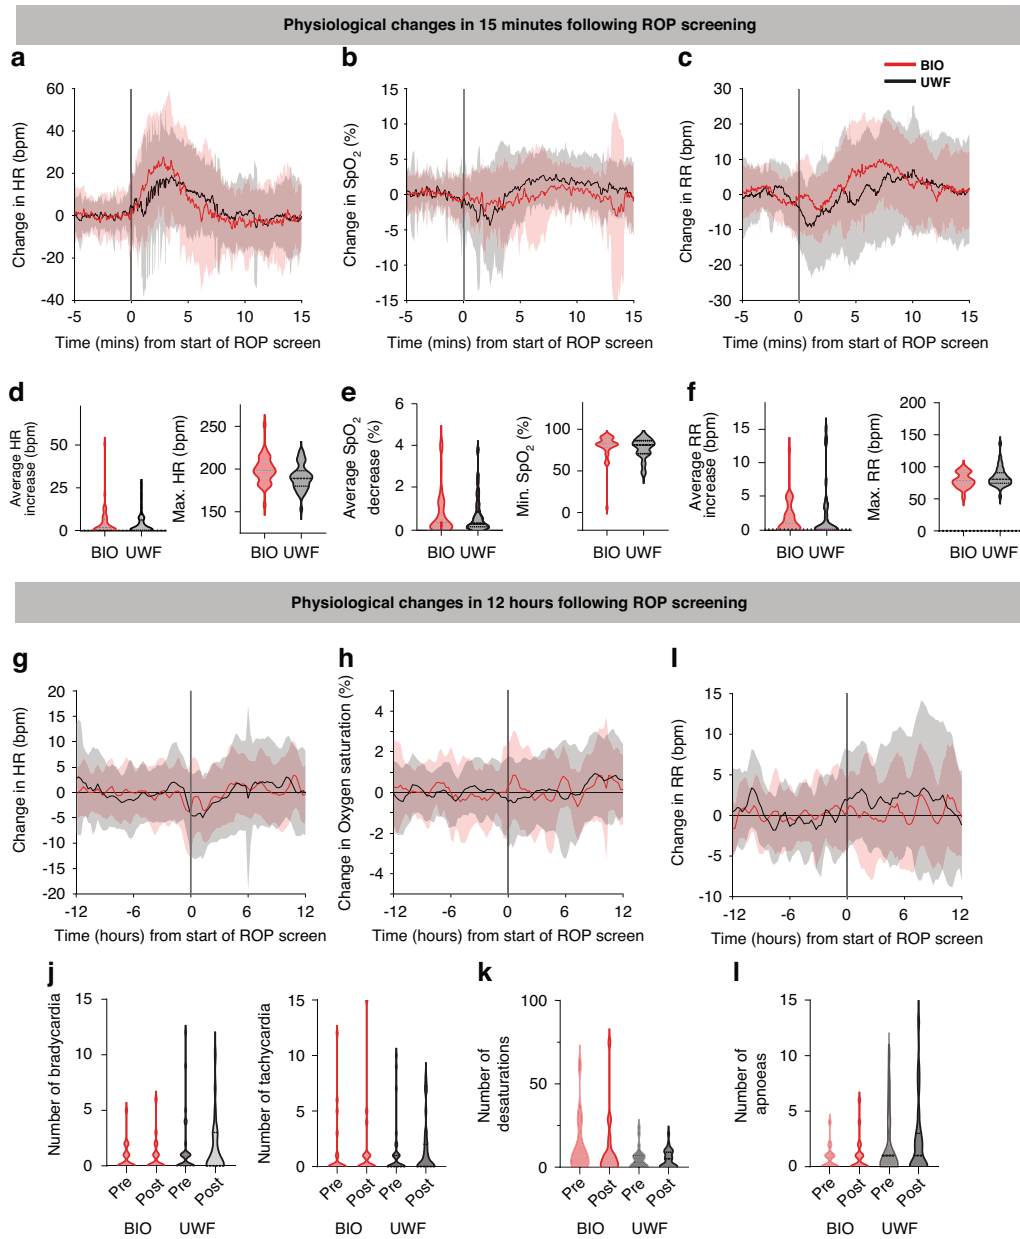 Physiological changes in 15 minutes following ROP screening
a
b
c
BIO
UWF
Change in HR (bpm)
60
40
20
0
-20
-40
-5
0
5
10
15
Time (mins) from start of ROP screen
Change in SpO2 (%)
15
10
5
0
-5
-10
-15
-5
0
5
10
15
Time (mins) from start of ROP screen
Change in RR (bpm)
30
20
10
0
-10
-20
-30
-5
0
5
10
15
Time (mins) from start of ROP screen
d
Average HR
increase (bpm)
50
25
0
BIO UWF
Max. HR (bpm)
250
200
150
BIO UWF
e
Average SpO2
decrease (%)
6
4
2
0
BIO UWF
Min. SpO2 (%)
100
50
0
BIO UWF
f
Average RR
increase (bpm)
15
10
5
0
BIO UWF
Max. RR (bpm)
200
150
100
50
0
BIO UWF
Physiological changes in 12 hours following ROP screening
g
Change in HR (bpm)
20
15
10
5
0
-5
-10
-15
-20
-12
-6
0
6
12
Time (hours) from start of ROP screen
h
Change in Oxygen saturation (%)
4
2
0
-2
-4
-12
-6
0
6
12
Time (hours) from start of ROP screen
I
Change in RR (bpm)
15
10
5
0
-5
-10
-12
-6
0
6
12
Time (hours) from start of ROP screen
j
Number of bradycardia
15
10
5
0
Pre
Post
Pre
Post
BIO
UWF
Number of tachycardia
15
10
5
0
Pre
Post
Pre
Post
BIO
UWF
k
Number of
desaturations
100
50
0
Pre
Post
Pre
Post
BIO
UWF
l
Number of
apnoeas
15
10
5
0
Pre
Post
Pre
Post
BIO
UWF